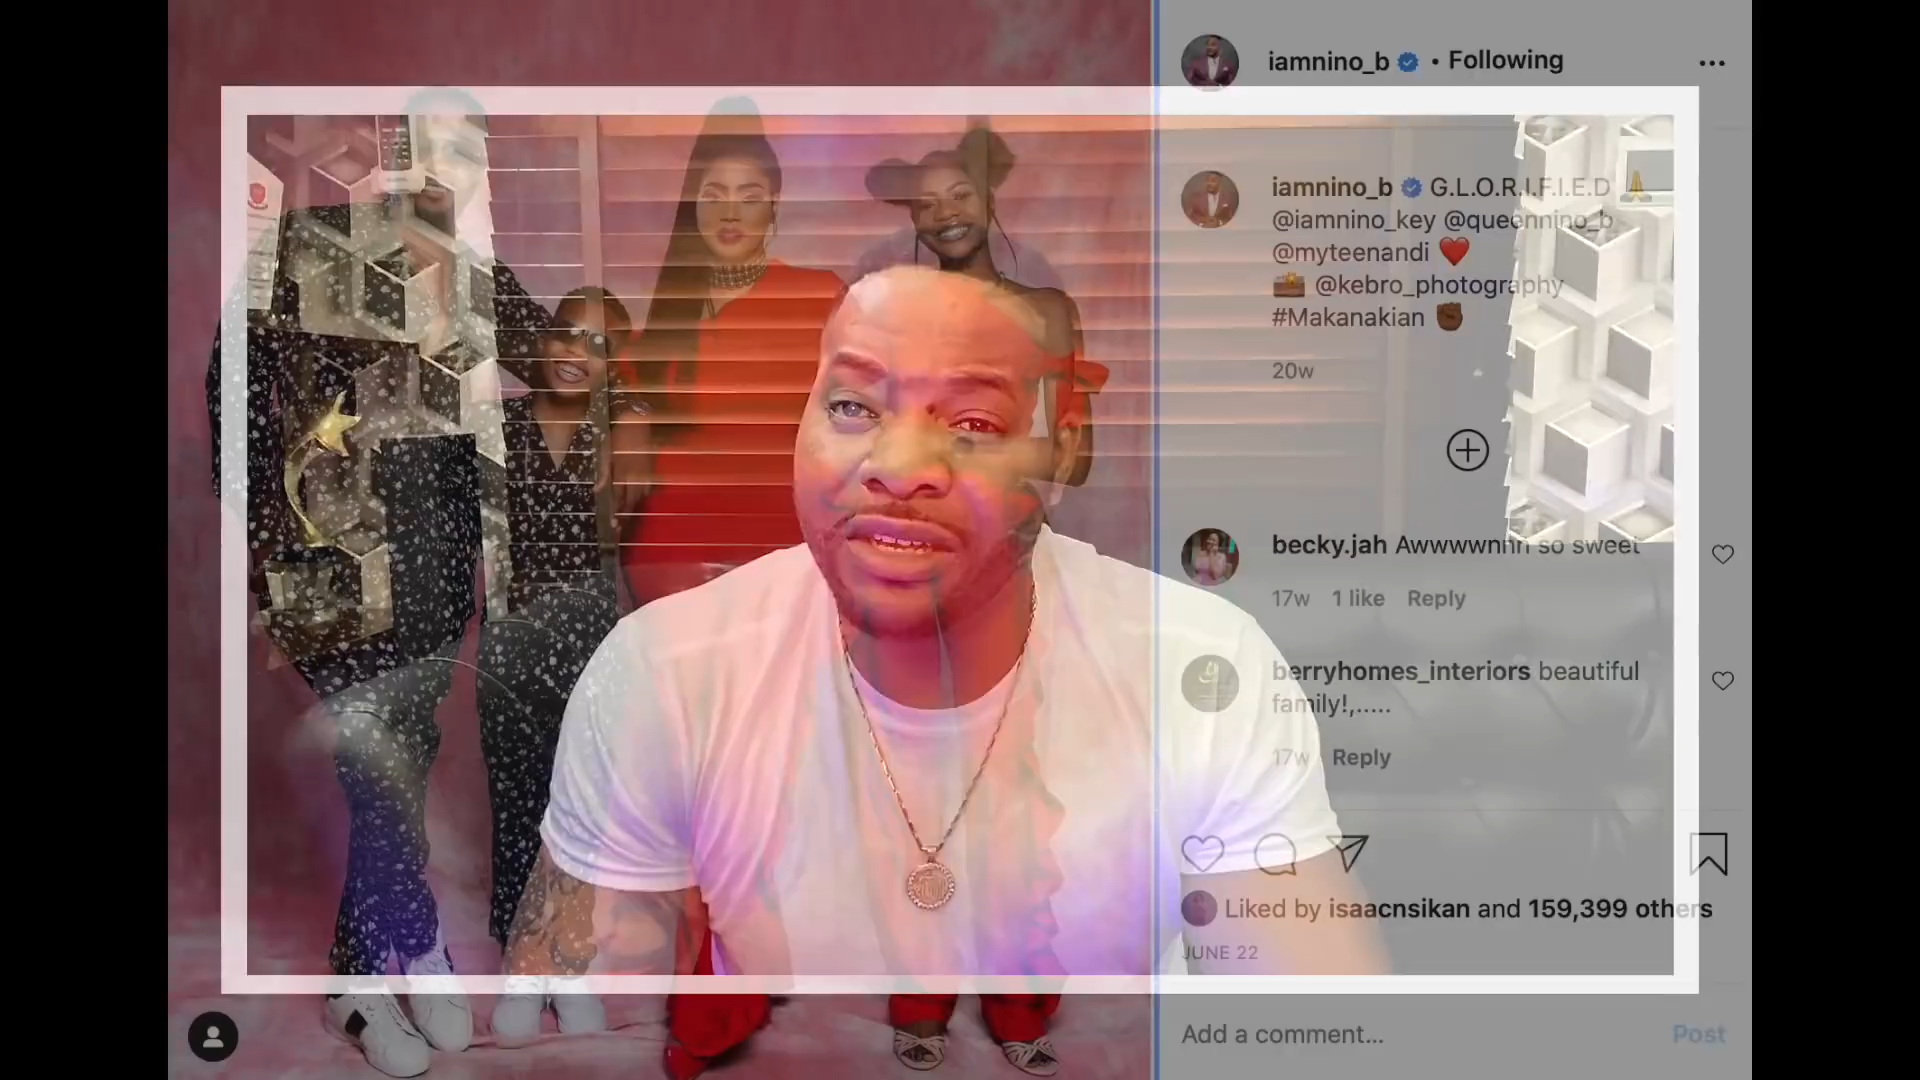 iamnino_b • Following
iamnino_b G.L.O.R.I.F.I.E.D 🙏
@iamnino_key @queennino_b
@myteenandi ❤️
📸 @kebro_photography
#Makanakian ✊🏿
20w
becky.jah Awwwwnnn so sweet
17w 1 like Reply
berryhomes_interiors beautiful
family!,.....
17w Reply
Liked by isaacnsikan and 159,399 others
JUNE 22
Add a comment... Post